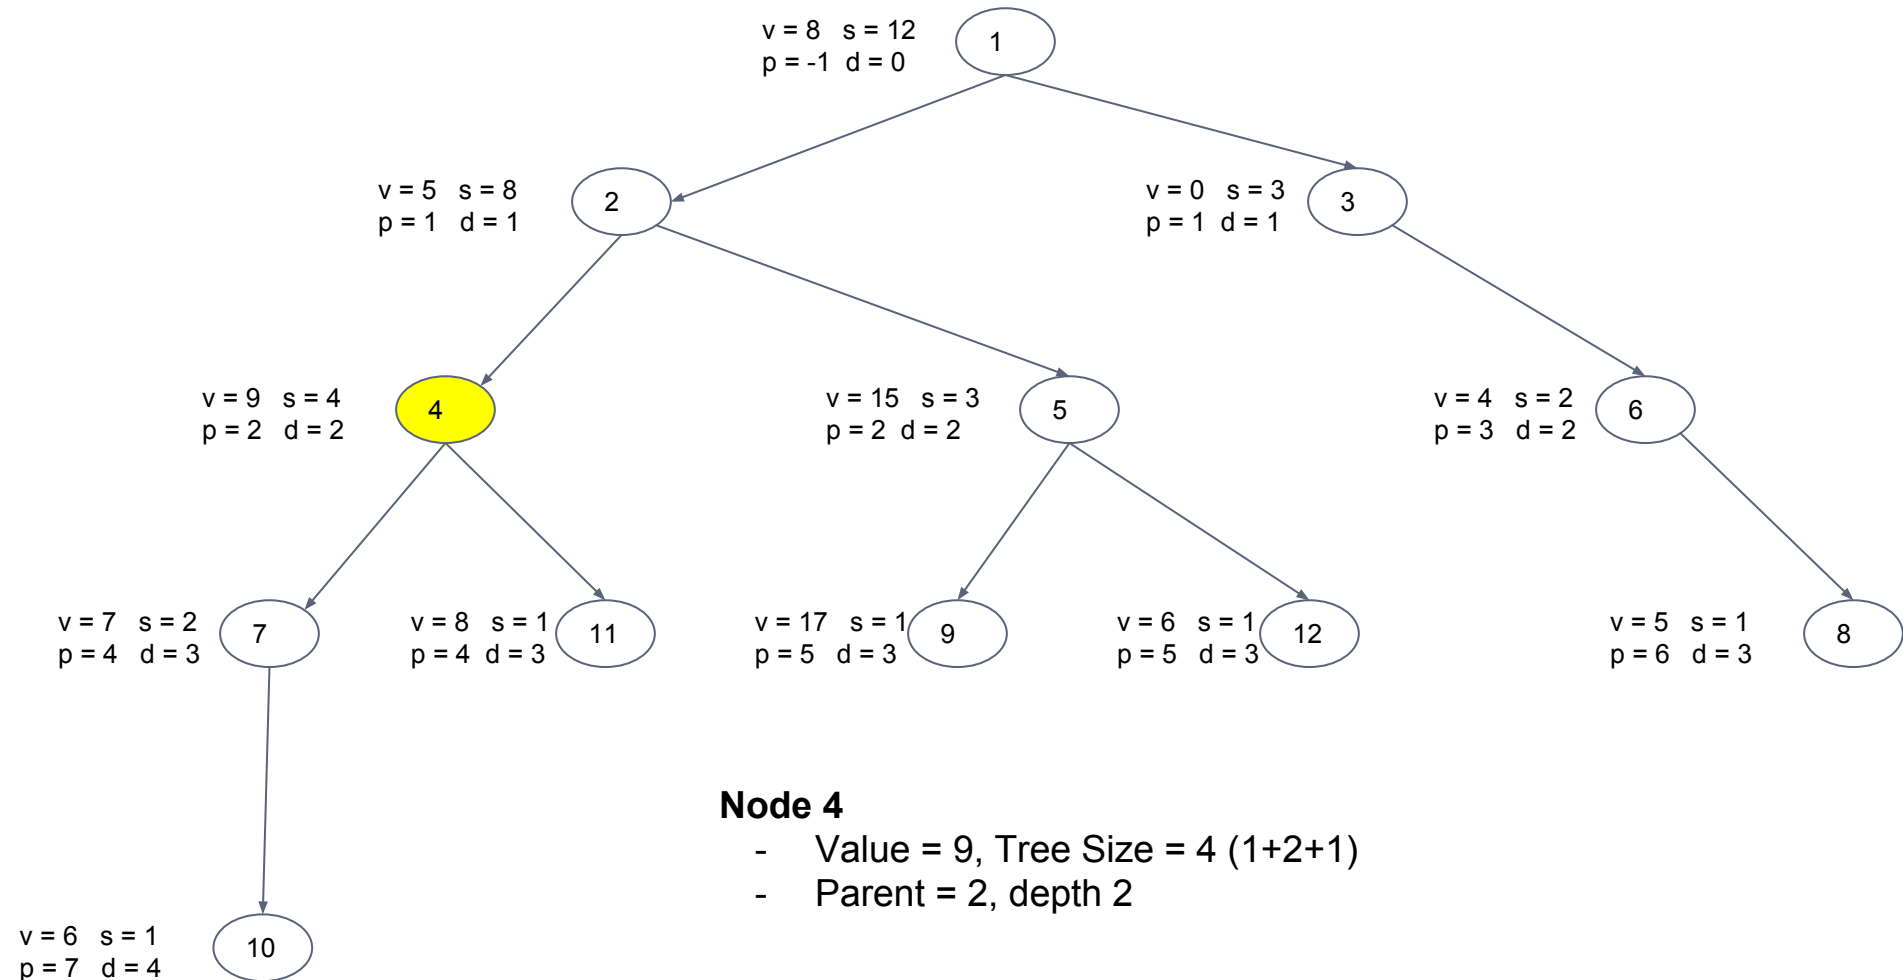 v = 8 s = 12
p = -1 d = 0
1
v = 5 s = 8
p = 1 d = 1
2
v = 0 s = 3
p = 1 d = 1
3
v = 9 s = 4
p = 2 d = 2
4
v = 15 s = 3
p = 2 d = 2
5
v = 4 s = 2
p = 3 d = 2
6
v = 7 s = 2
p = 4 d = 3
7
v = 8 s = 1
p = 4 d = 3
11
v = 17 s = 1
p = 5 d = 3
9
v = 6 s = 1
p = 5 d = 3
12
v = 5 s = 1
p = 6 d = 3
8
Node 4
- Value = 9, Tree Size = 4 (1+2+1)
- Parent = 2, depth 2
v = 6 s = 1
p = 7 d = 4
10